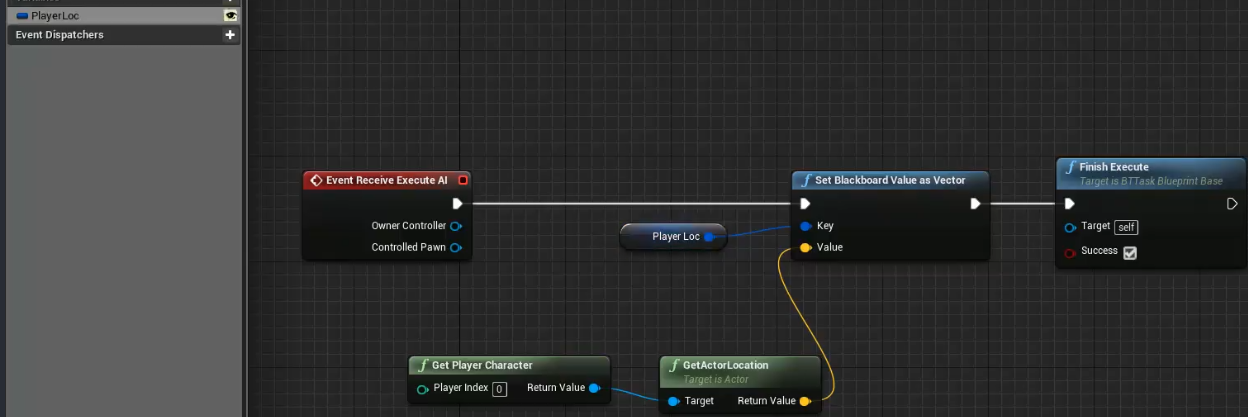 PlayerLoc
Event Dispatchers
Event Receive Execute AI
Owner Controller
Controlled Pawn
Player Loc
Set Blackboard Value as Vector
Key
Value
Finish Execute
Target is BTTask Blueprint Base
Target self
Success
Get Player Character
Player Index 0 Return Value
GetActorLocation
Target is Actor
Target Return Value